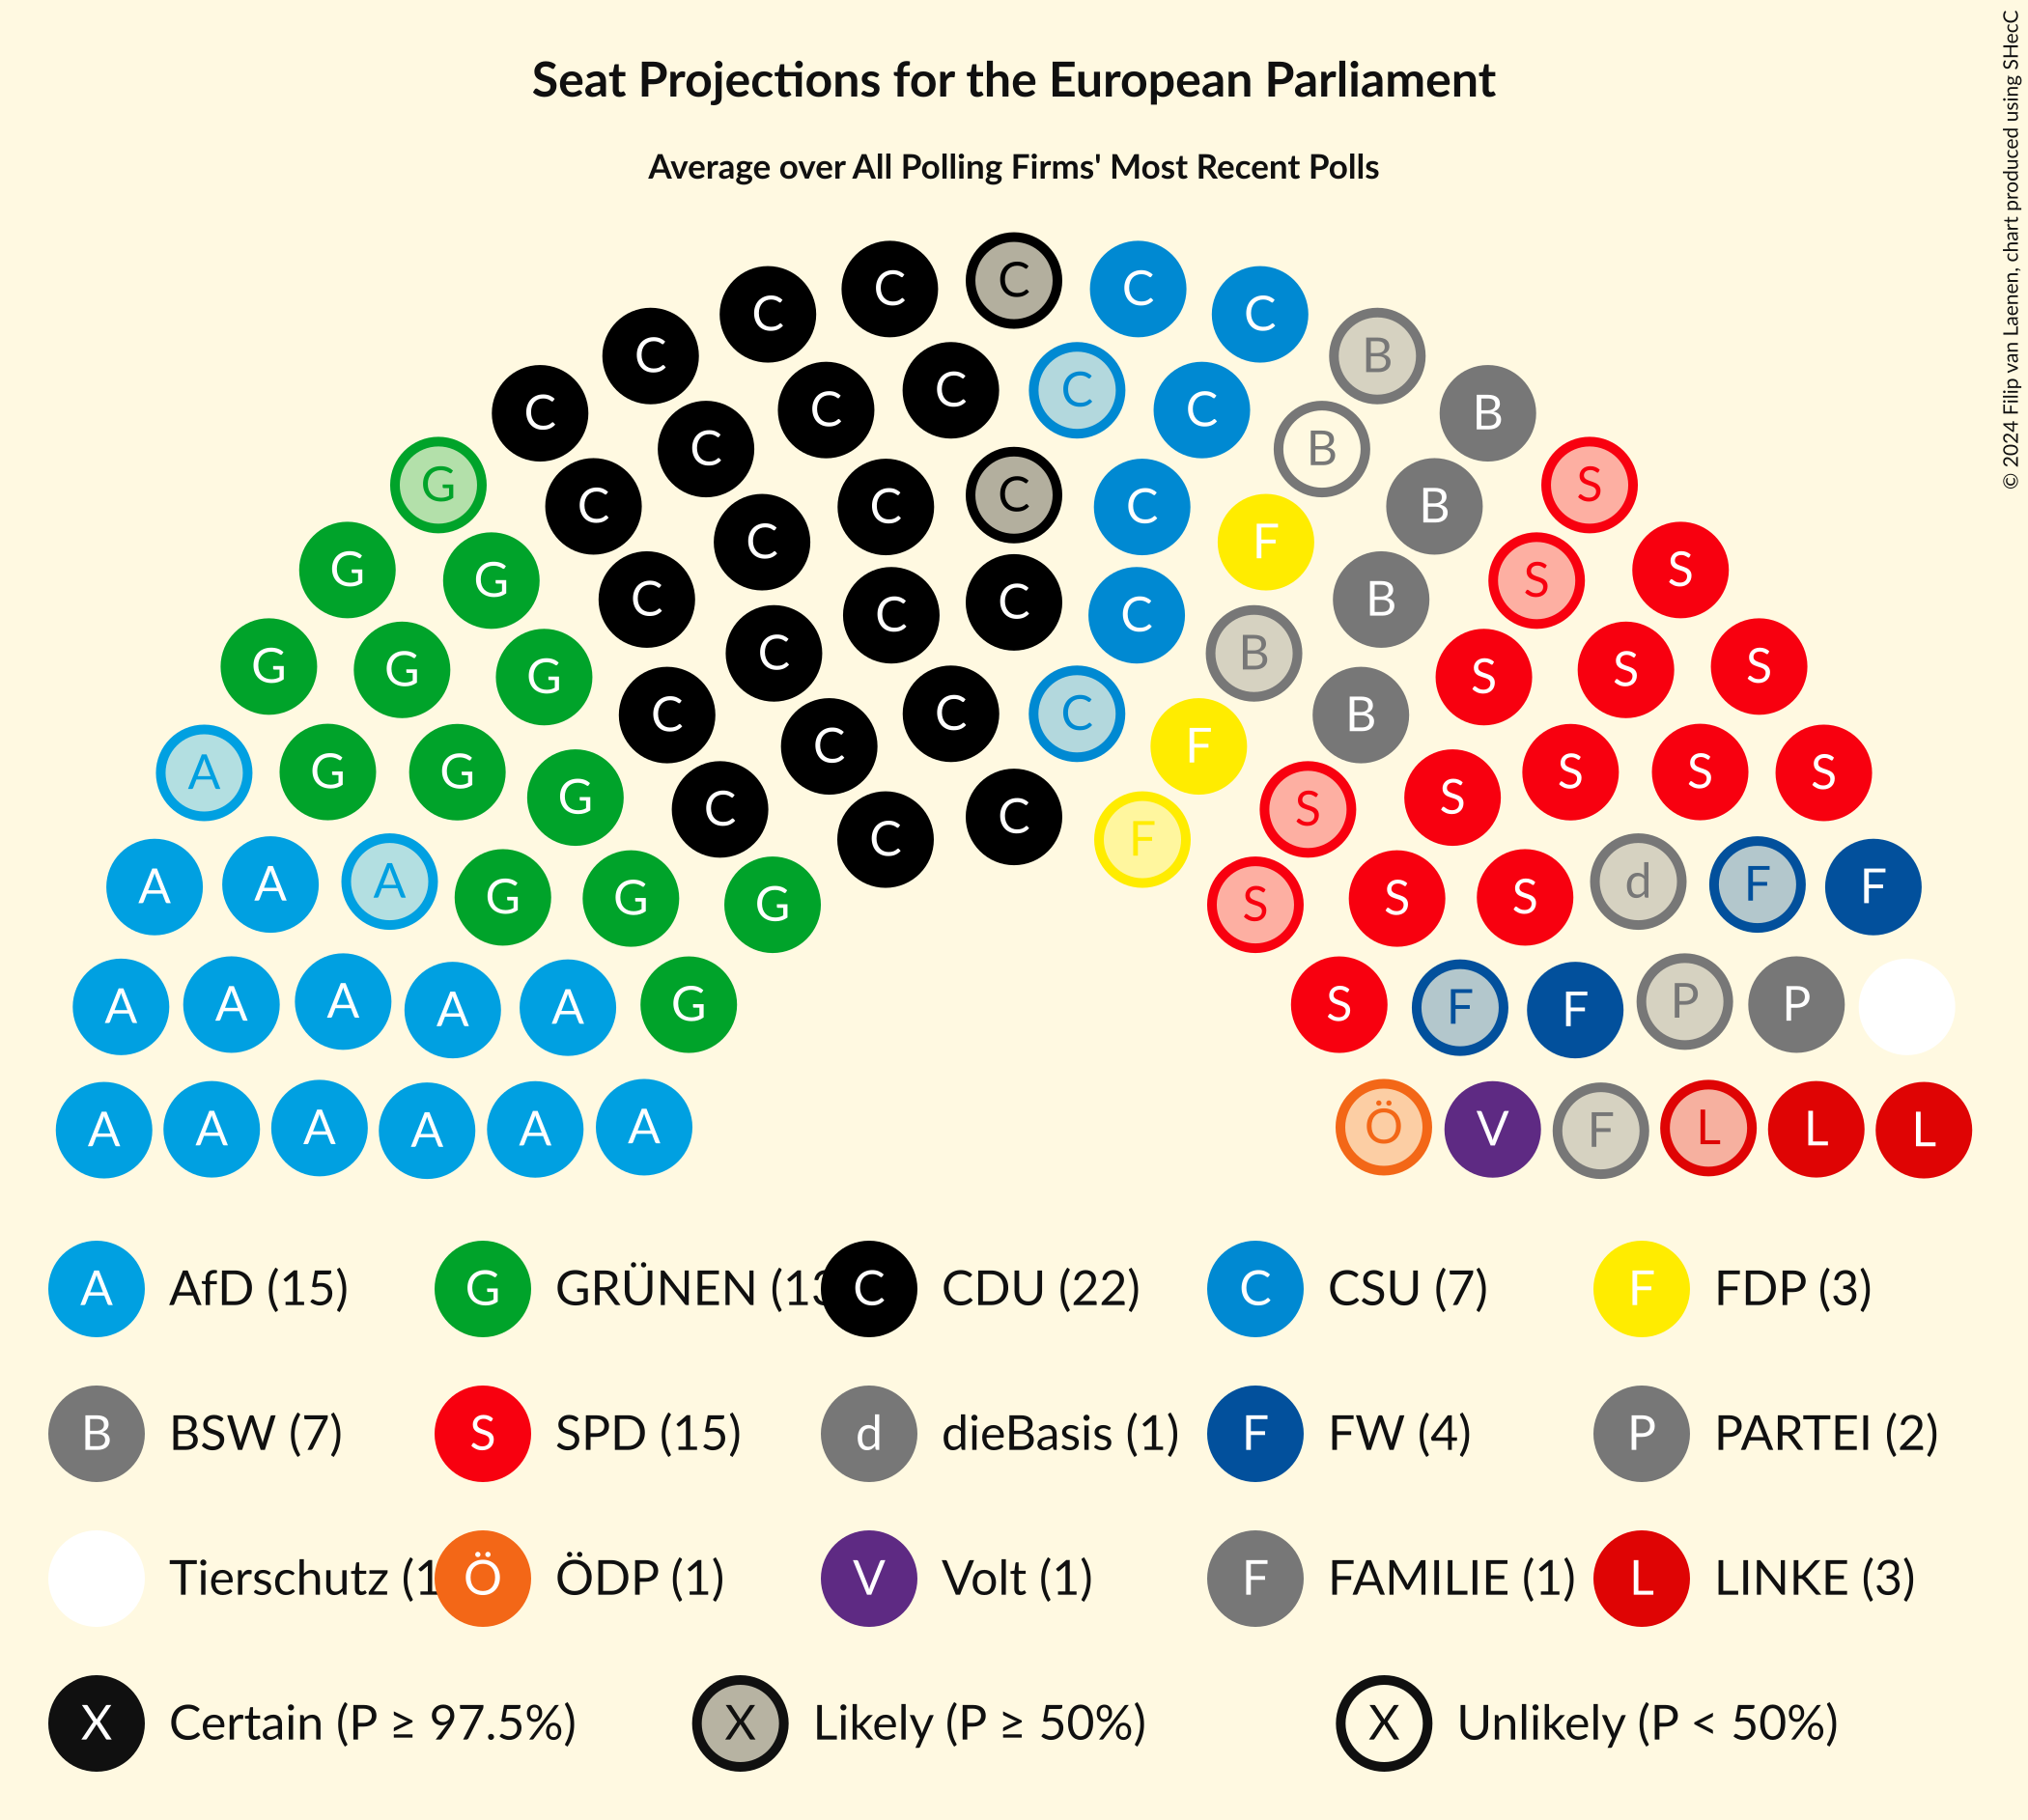 Seat Projections for the European Parliament
Average over All Polling Firms' Most Recent Polls
© 2024 Filip van Laenen, chart produced using SHecC
C C C
C C
C B
C C
C C C B
C B
G C S
C C C B
C F
G G S S
C C B
C C
C B
G G G S S S
C C C B
C F
A G G S S S
G S
C C S
C F
A A A G G G S S S d F F
A A A A A G S F F P P
A A A A A A Ö V F L L L
A AfD (15) G GRÜNEN (13 C CDU (22) C CSU (7) F FDP (3)
B BSW (7) S SPD (15) d dieBasis (1) F FW (4) P PARTEI (2)
Tierschutz (1 Ö ÖDP (1) V Volt (1) F FAMILIE (1) L LINKE (3)
X Certain (P ≥ 97.5%) X Likely (P ≥ 50%) X Unlikely (P < 50%)